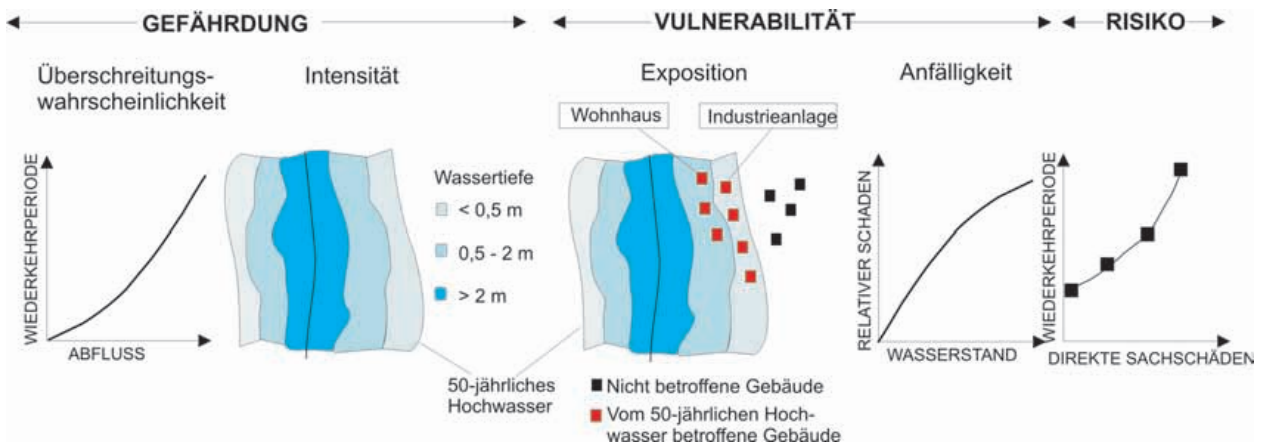 GEFÄHRDUNG
VULNERABILITÄT
RISIKO
Überschreitungs-
wahrscheinlichkeit
Intensität
Exposition
Anfälligkeit
WIEDERKEHRPERIODE
ABFLUSS
Wassertiefe
< 0,5 m
0,5 - 2 m
> 2 m
50-jährliches
Hochwasser
Wohnhaus
Industrieanlage
Nicht betroffene Gebäude
Vom 50-jährlichen Hoch-
wasser betroffene Gebäude
RELATIVER SCHADEN
WASSERSTAND
WIEDERKEHRPERIODE
DIREKTE SACHSCHÄDEN